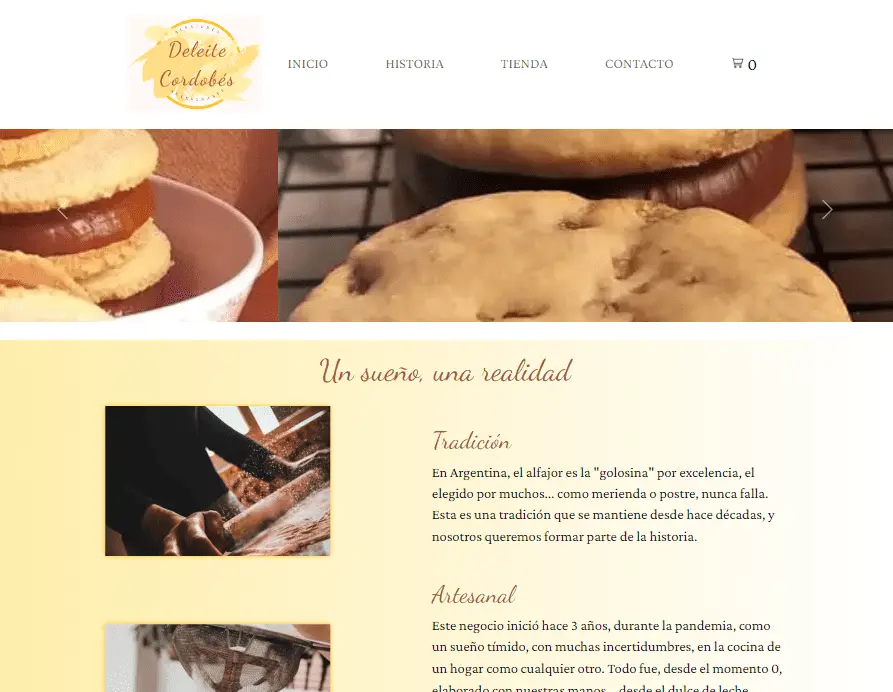 Deleite
Cordobés
INICIO
HISTORIA
TIENDA
CONTACTO
0
Un sueño, una realidad
Tradición
En Argentina, el alfajor es la "golosina" por excelencia, el
elegido por muchos... como merienda o postre, nunca falla.
Esta es una tradición que se mantiene desde hace décadas, y
nosotros queremos formar parte de la historia.
Artesanal
Este negocio inició hace 3 años, durante la pandemia, como
un sueño tímido, con muchas incertidumbres, en la cocina de
un hogar como cualquier otro. Todo fue, desde el momento 0,
elaborado con nuestras manos... desde el dulce de leche